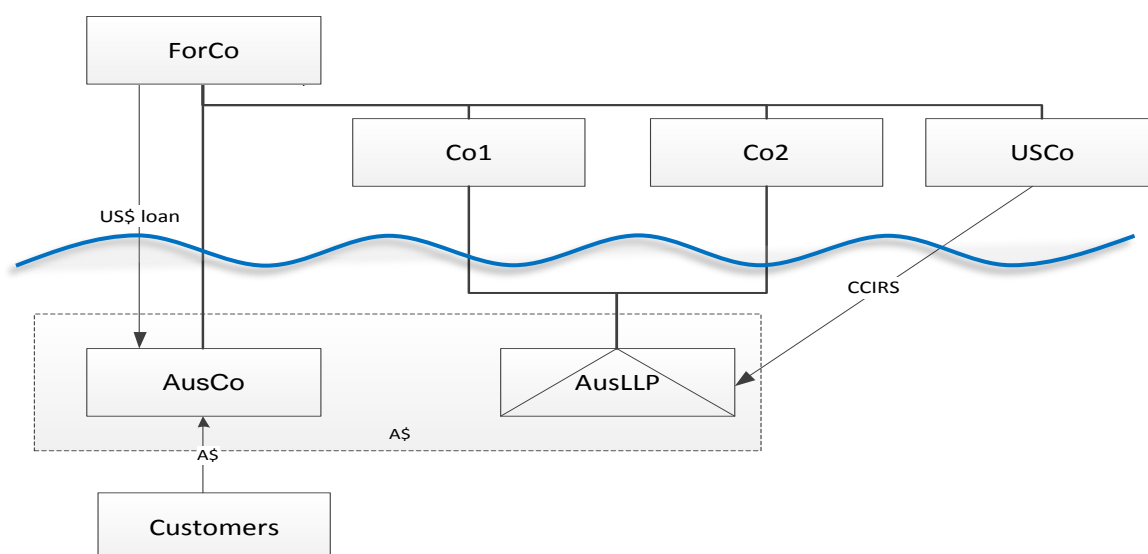 ForCo
Co1
Co2
USCo
US$ loan
CCIRS
AusCo
AusLLP
A$
A$
Customers